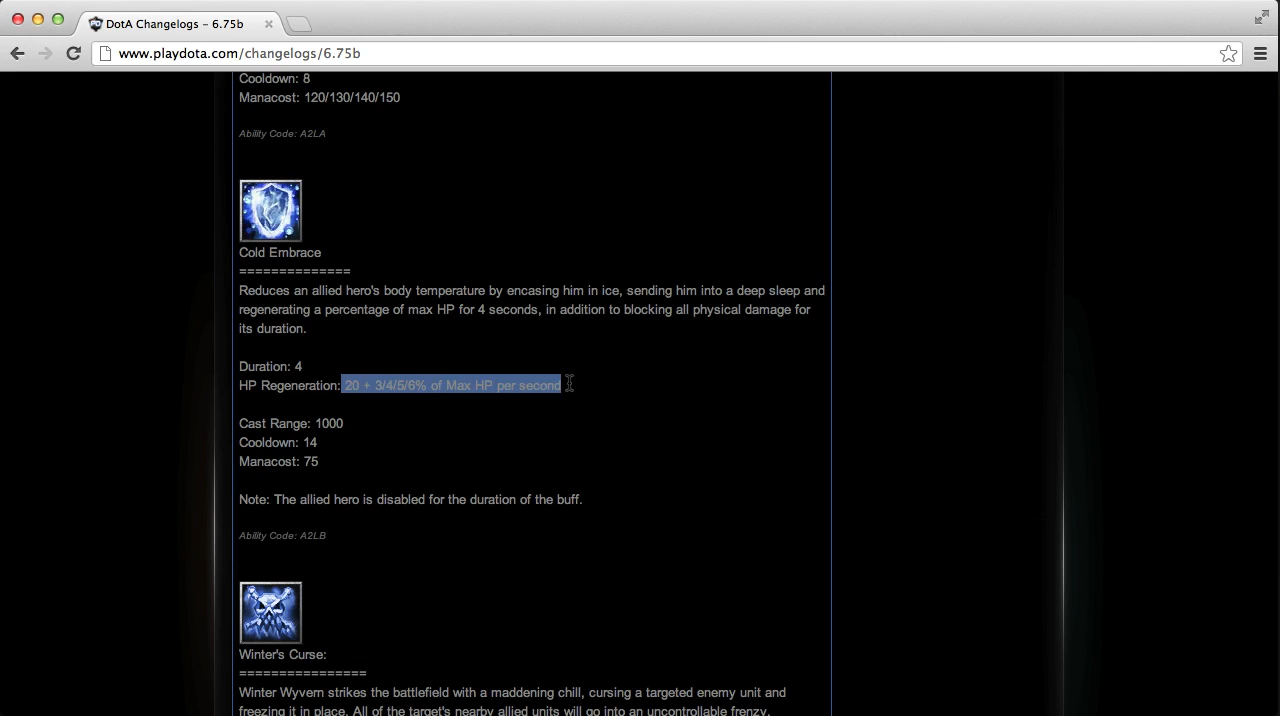 DotA Changelogs – 6.75b
www.playdota.com/changelogs/6.75b
Cooldown: 8
Manacost: 120/130/140/150
Ability Code: A2LA
Cold Embrace
==============
Reduces an allied hero's body temperature by encasing him in ice, sending him into a deep sleep and
regenerating a percentage of max HP for 4 seconds, in addition to blocking all physical damage for
its duration.
Duration: 4
HP Regeneration: 20 + 3/4/5/6% of Max HP per second
Cast Range: 1000
Cooldown: 14
Manacost: 75
Note: The allied hero is disabled for the duration of the buff.
Ability Code: A2LB
Winter's Curse:
================
Winter Wyvern strikes the battlefield with a maddening chill, cursing a targeted enemy unit and
freezing it in place. All of the target's nearby allied units will go into an uncontrollable frenzy,